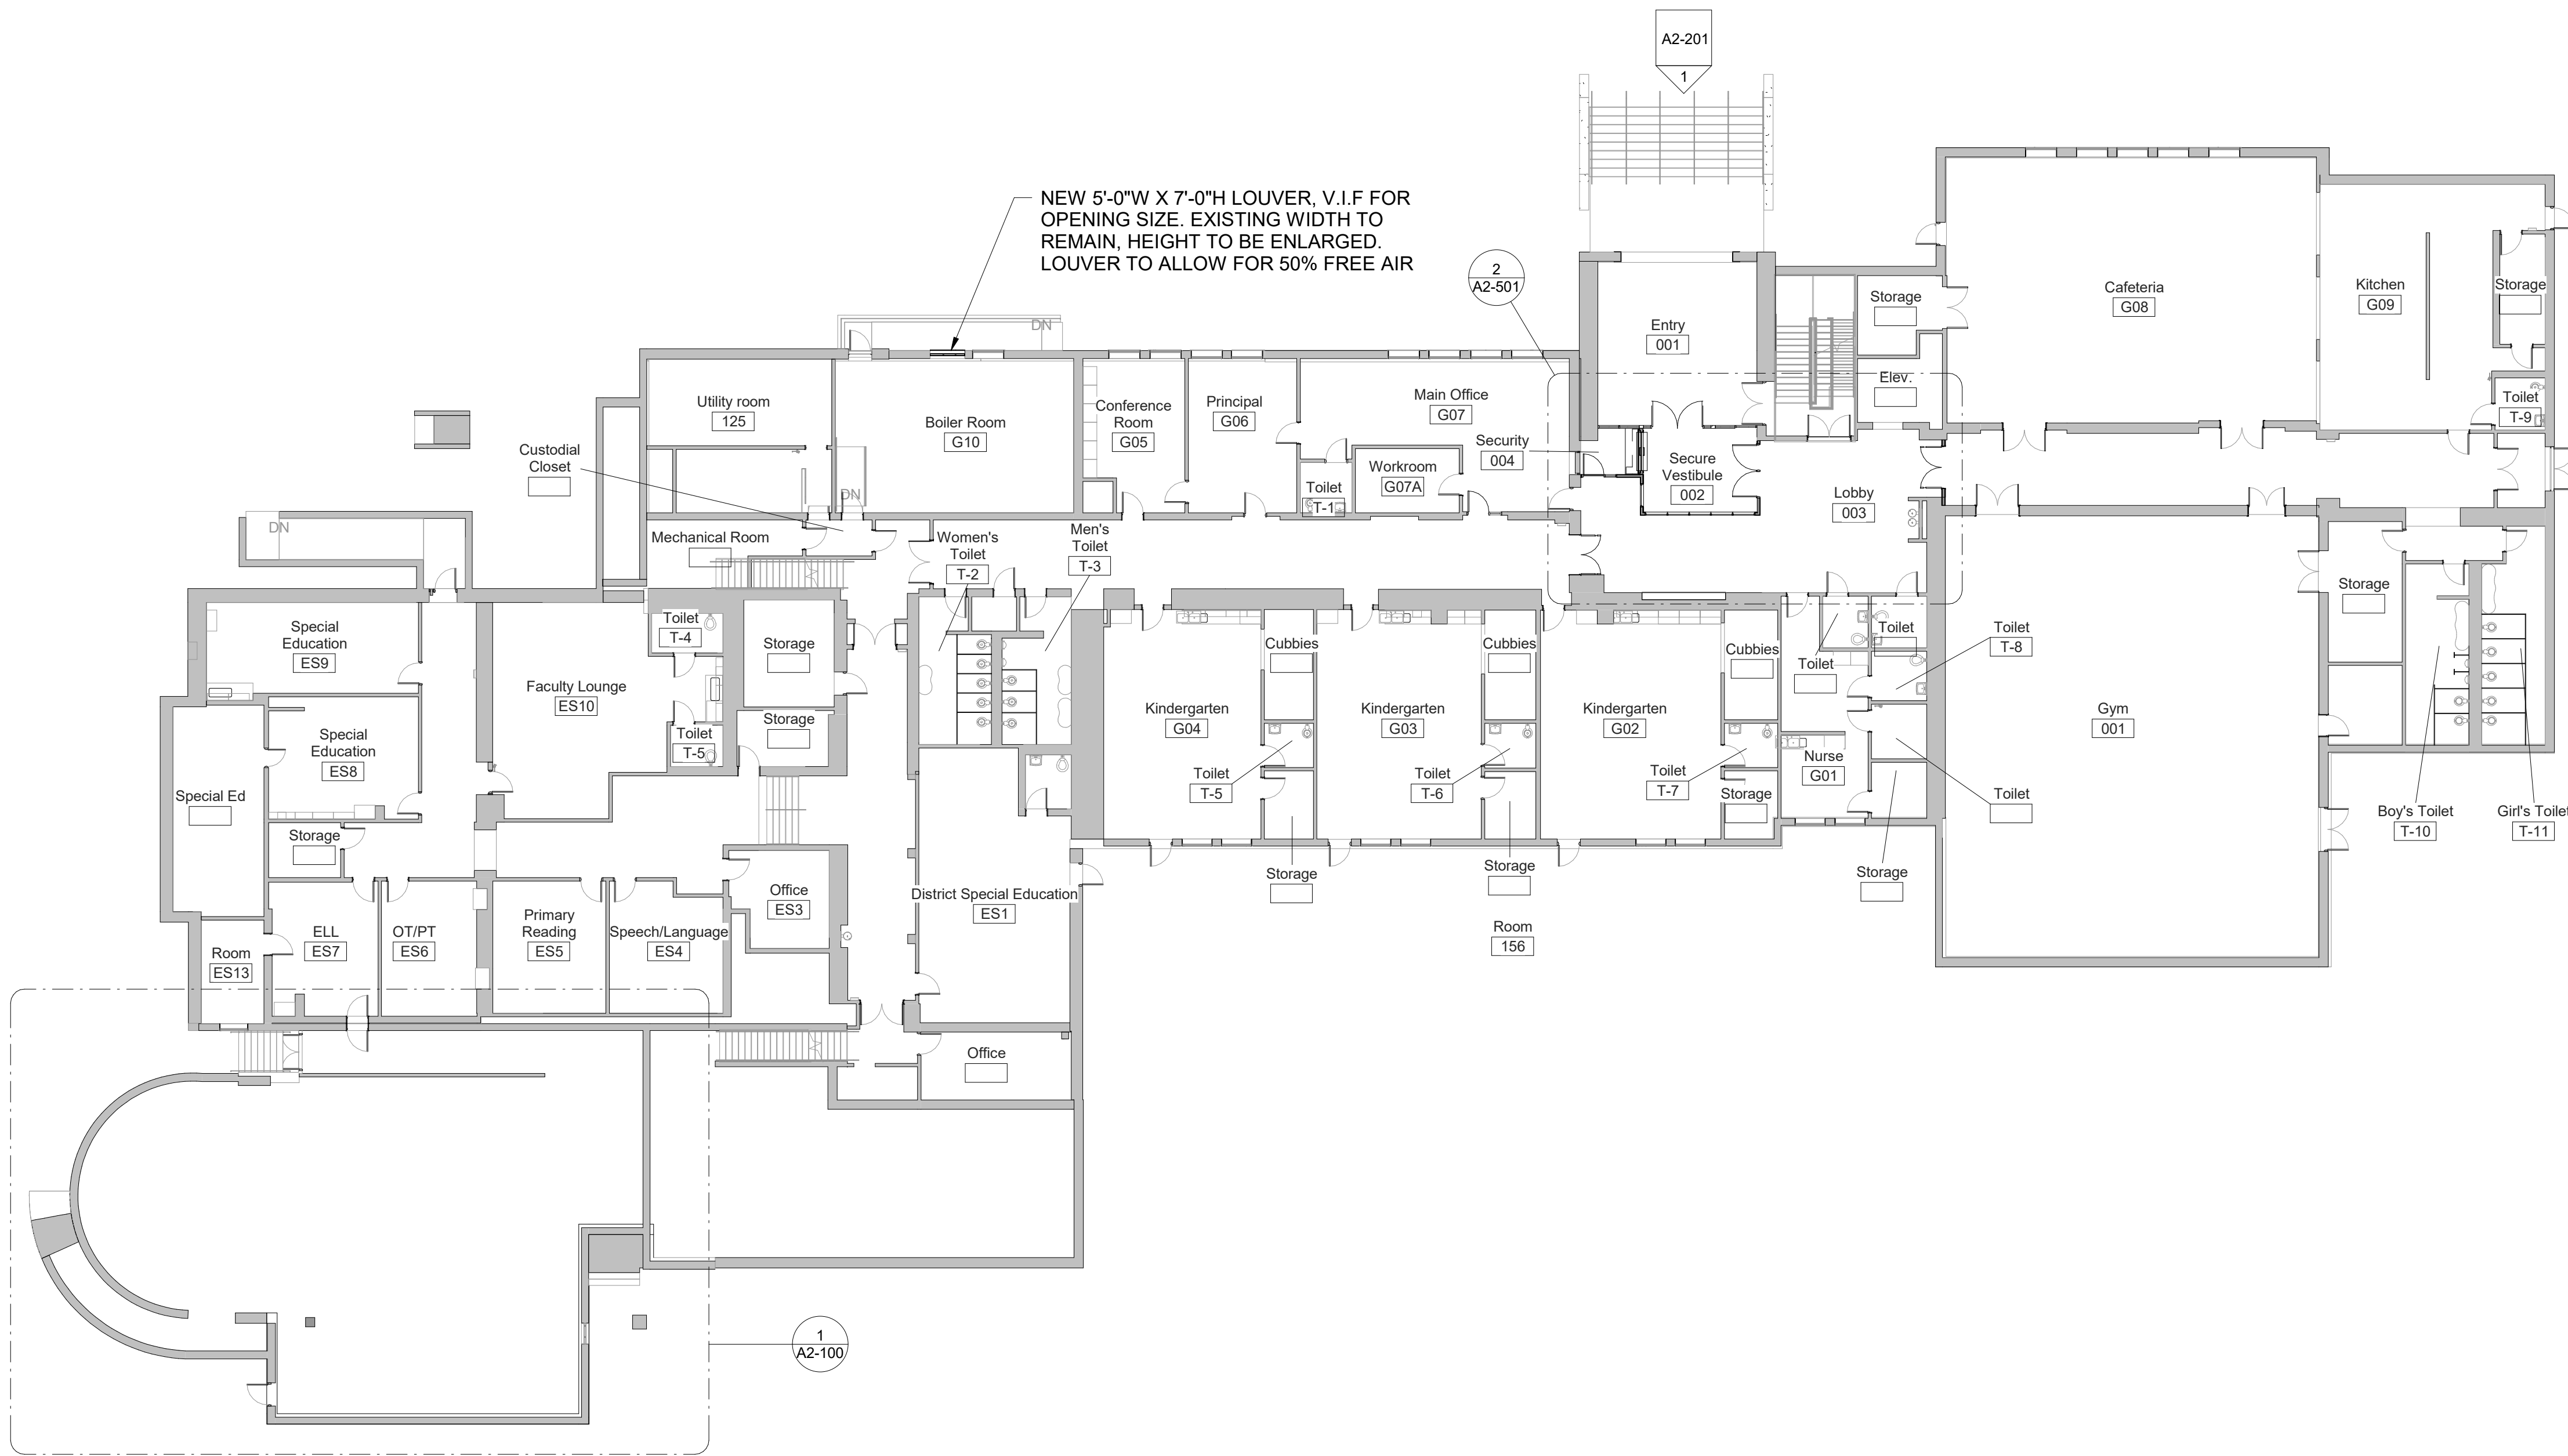 A2-201
1
NEW 5'-0"W X 7'-0"H LOUVER, V.I.F FOR
OPENING SIZE. EXISTING WIDTH TO
REMAIN, HEIGHT TO BE ENLARGED.
LOUVER TO ALLOW FOR 50% FREE AIR
2
A2-501
Storage
Cafeteria
G08
Kitchen
G09
Storage
DN
Entry
001
Elev.
Toilet
T-9
Utility room
125
Boiler Room
G10
Conference
Room
G05
Principal
G06
Main Office
G07
Security
004
Workroom
G07A
Toilet
T-1
Secure
Vestibule
002
Lobby
003
Custodial
Closet
DN
DN
Mechanical Room
Women's
Toilet
T-2
Men's
Toilet
T-3
Special
Education
ES9
Toilet
T-4
Storage
Cubbies
Cubbies
Cubbies
Toilet
Toilet
Toilet
T-8
Storage
Faculty Lounge
ES10
Storage
Toilet
T-5
Kindergarten
G04
Kindergarten
G03
Kindergarten
G02
Gym
001
Special
Education
ES8
Nurse
G01
Toilet
T-5
Toilet
T-6
Toilet
T-7
Storage
Toilet
Boy's Toilet
T-10
Girl's Toilet
T-11
Special Ed
Storage
Storage
Storage
Storage
Office
ES3
District Special Education
ES1
Room
156
ELL
ES7
OT/PT
ES6
Primary
Reading
ES5
Speech/Language
ES4
Room
ES13
Office
1
A2-100